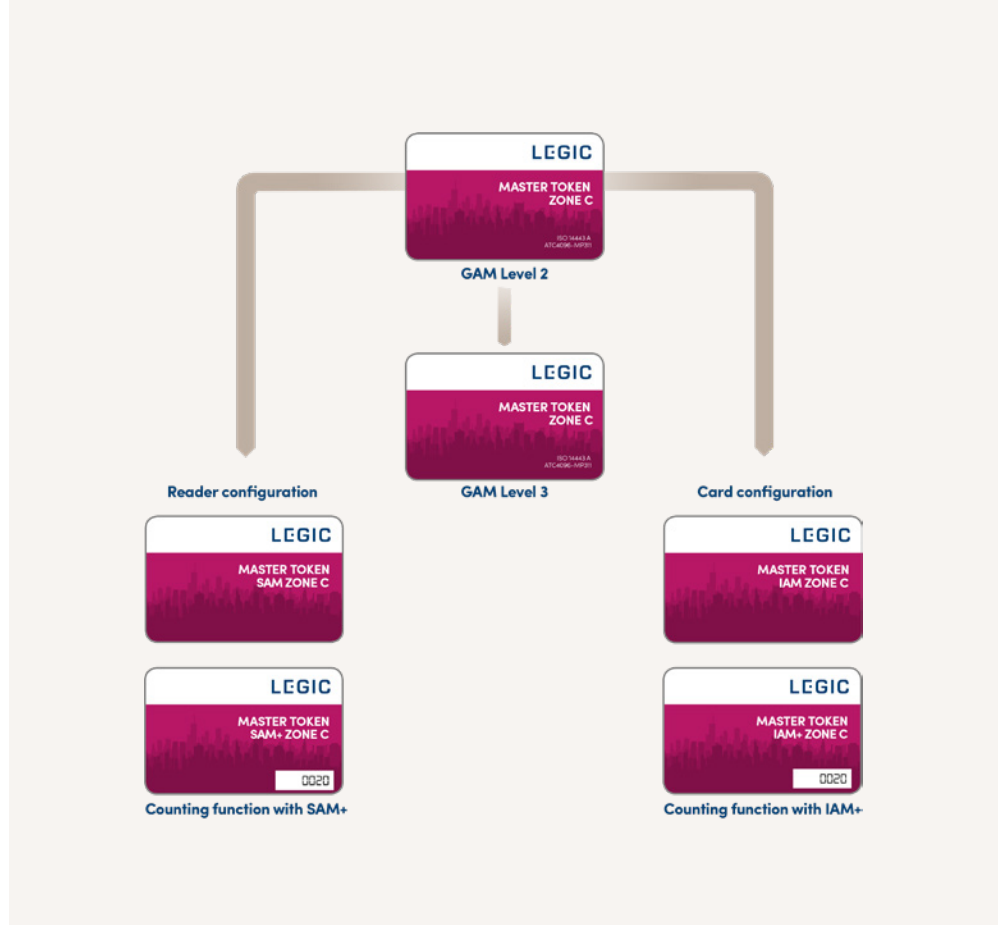 LEGIC
MASTER TOKEN
ZONE C
ISO 14443 A
ATC4096-MP311
GAM Level 2
LEGIC
MASTER TOKEN
ZONE C
ISO 14443 A
ATC4096-MP311
GAM Level 3
Reader configuration
LEGIC
MASTER TOKEN
SAM ZONE C
LEGIC
MASTER TOKEN
SAM+ ZONE C
0020
Counting function with SAM+
Card configuration
LEGIC
MASTER TOKEN
IAM ZONE C
LEGIC
MASTER TOKEN
IAM+ ZONE C
0020
Counting function with IAM+